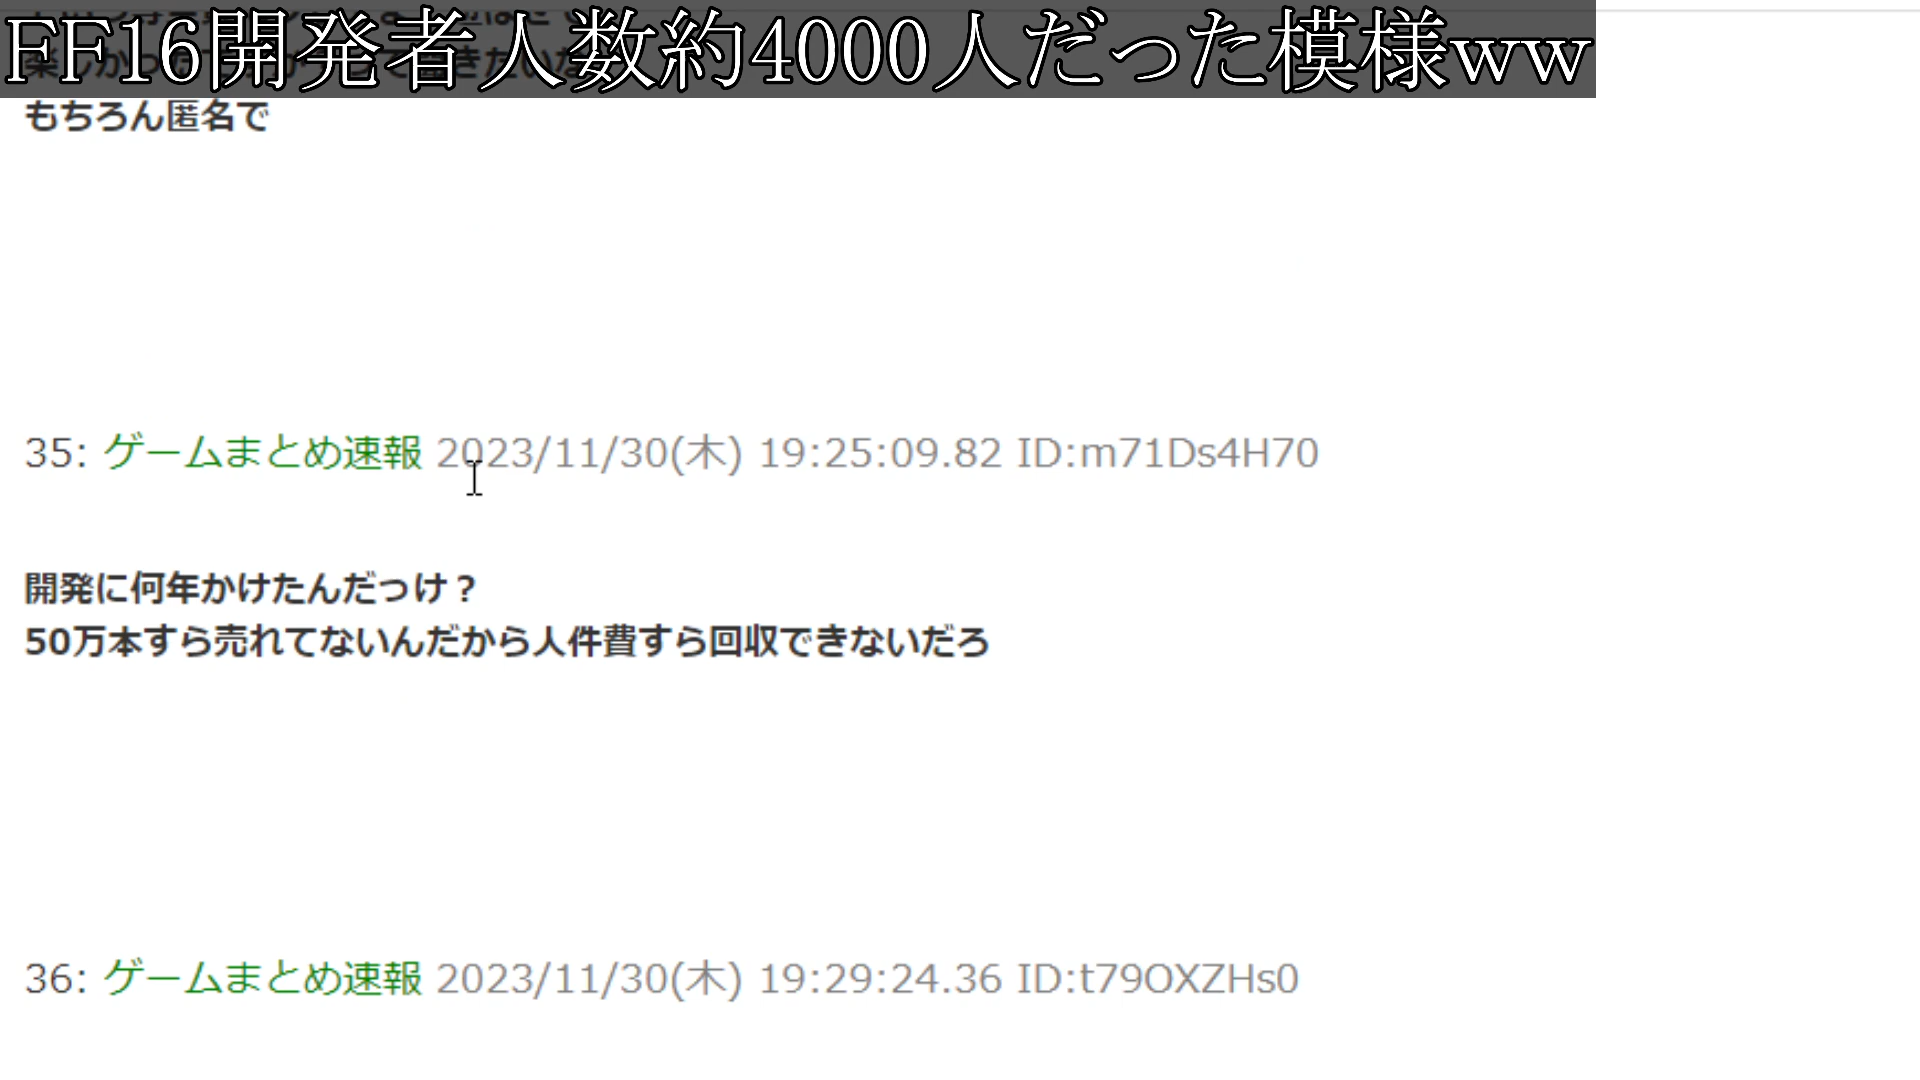 FF16開発者人数約4000人だった模様ww
もちろん匿名で
35: ゲームまとめ速報 2023/11/30(木) 19:25:09.82 ID:m71Ds4H70
開発に何年かけたんだっけ？
50万本すら売れてないんだから人件費すら回収できないだろ
36: ゲームまとめ速報 2023/11/30(木) 19:29:24.36 ID:t79OXZHs0